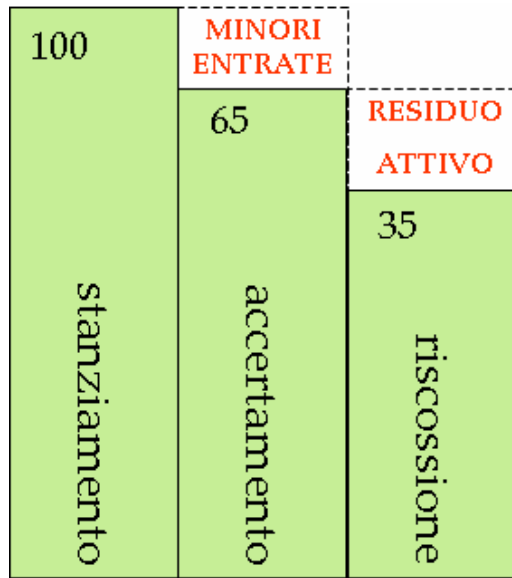 100
stanziamento
MINORI
ENTRATE
65
accertamento
RESIDUO
ATTIVO
35
riscossione